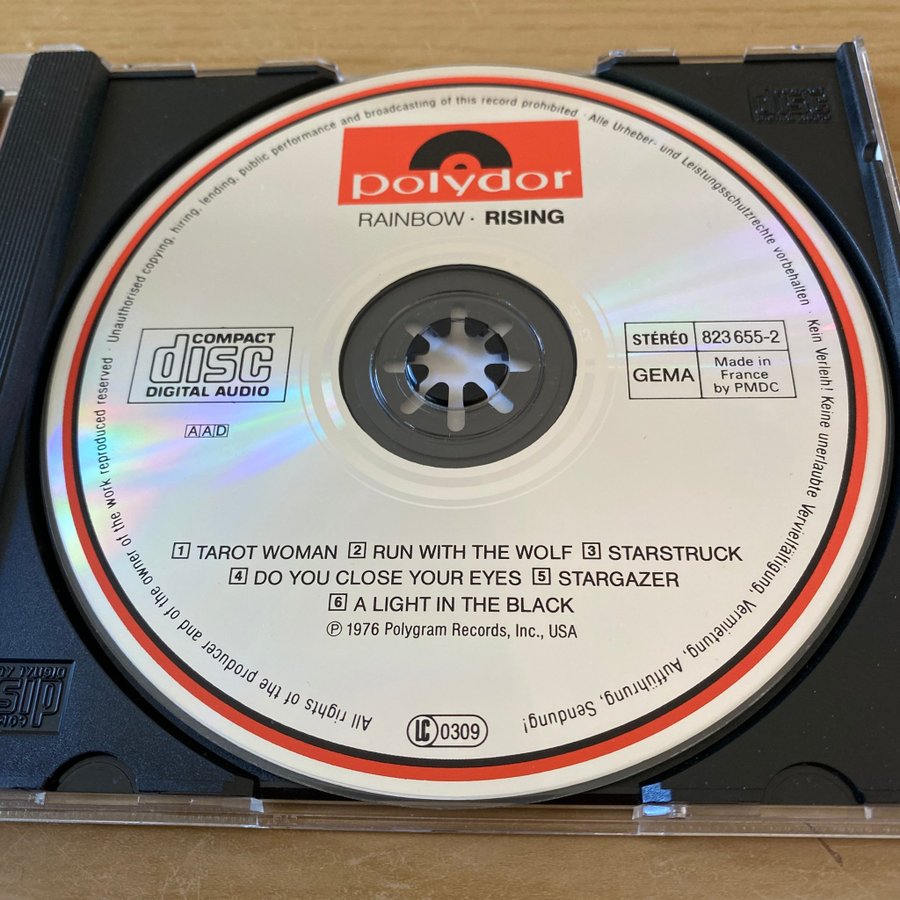 All rights of the producer and of the owner of the work reproduced reserved · Unauthorised copying, hiring, lending, public performance and broadcasting of this record prohibited · Alle Urheber- und Leistungsschutzrechte vorbehalten · Kein Verleih! Keine unerlaubte Vervielfältigung, Vermietung, Aufführung, Sendung!
polydor
RAINBOW · RISING
COMPACT
disc
DIGITAL AUDIO
AAD
STÉRÉO 823 655-2
GEMA
Made in
France
by PMDC
1 TAROT WOMAN 2 RUN WITH THE WOLF 3 STARSTRUCK
4 DO YOU CLOSE YOUR EYES 5 STARGAZER
6 A LIGHT IN THE BLACK
℗ 1976 Polygram Records, Inc., USA
LC 0309
disc
disc